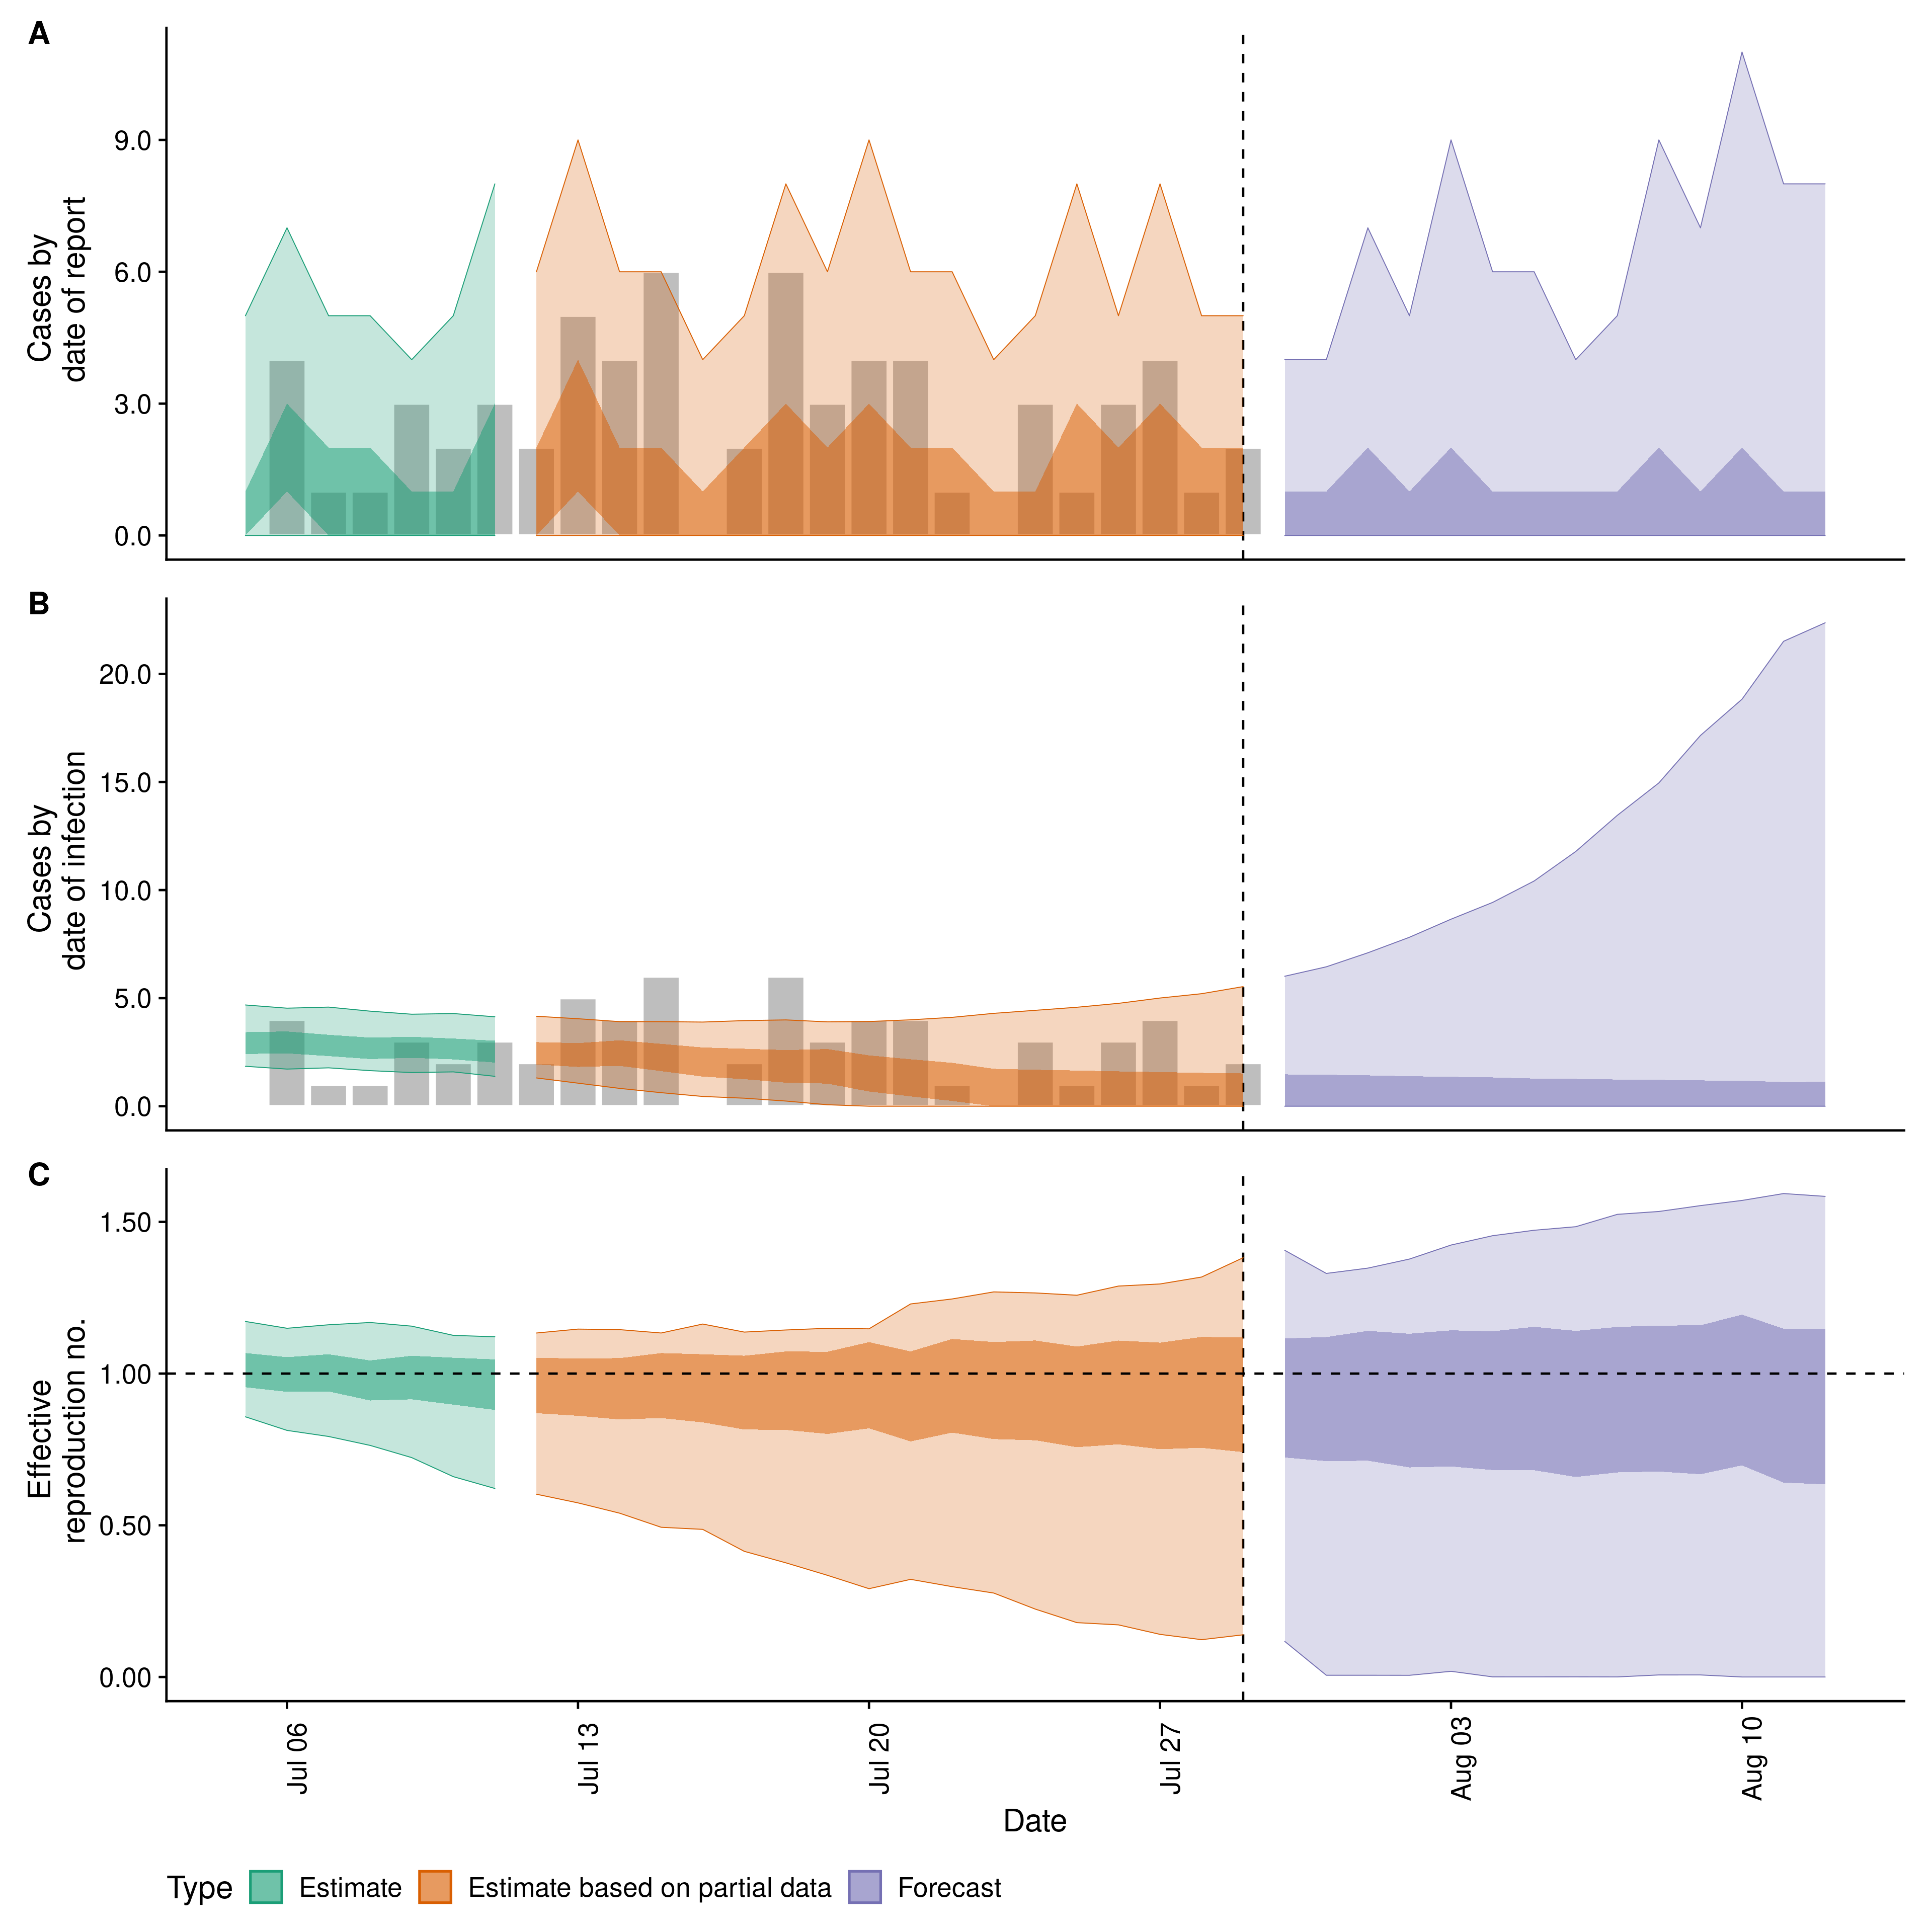 A
Cases by
date of report
9.0
6.0
3.0
0.0
B
Cases by
date of infection
20.0
15.0
10.0
5.0
0.0
C
Effective
reproduction no.
1.50
1.00
0.50
0.00
Jul 06
Jul 13
Jul 20
Jul 27
Aug 03
Aug 10
Date
Type Estimate Estimate based on partial data Forecast